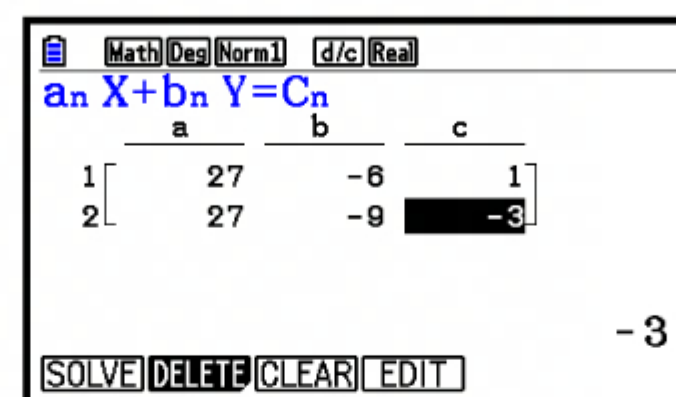 Math Deg Norm1 d/c Real
an X+bn Y=Cn
a b c
1 27 -6 1
2 27 -9 -3
-3
SOLVE DELETE CLEAR EDIT